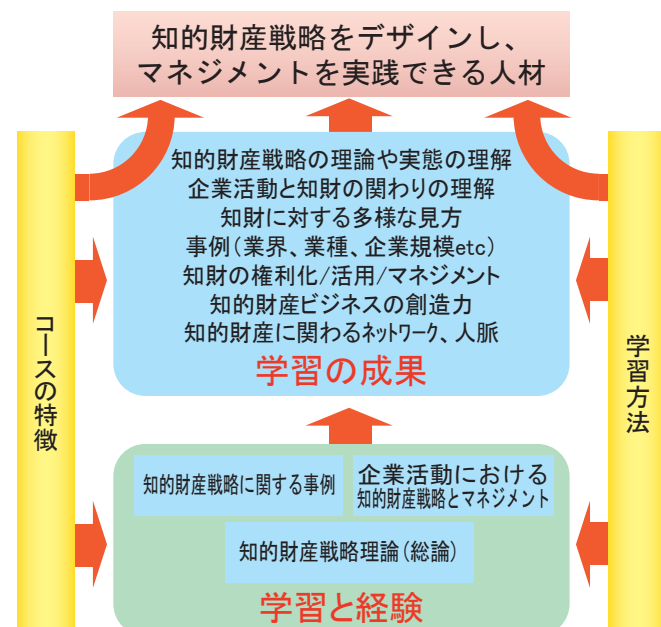 知的財産戦略をデザインし、
マネジメントを実践できる人材
知的財産戦略の理論や実態の理解
企業活動と知財の関わりの理解
知財に対する多様な見方
事例(業界、業種、企業規模etc)
知財の権利化/活用/マネジメント
知的財産ビジネスの創造力
知的財産に関わるネットワーク、人脈
学習の成果
コースの特徴
学習方法
知的財産戦略に関する事例
企業活動における
知的財産戦略とマネジメント
知的財産戦略理論(総論)
学習と経験